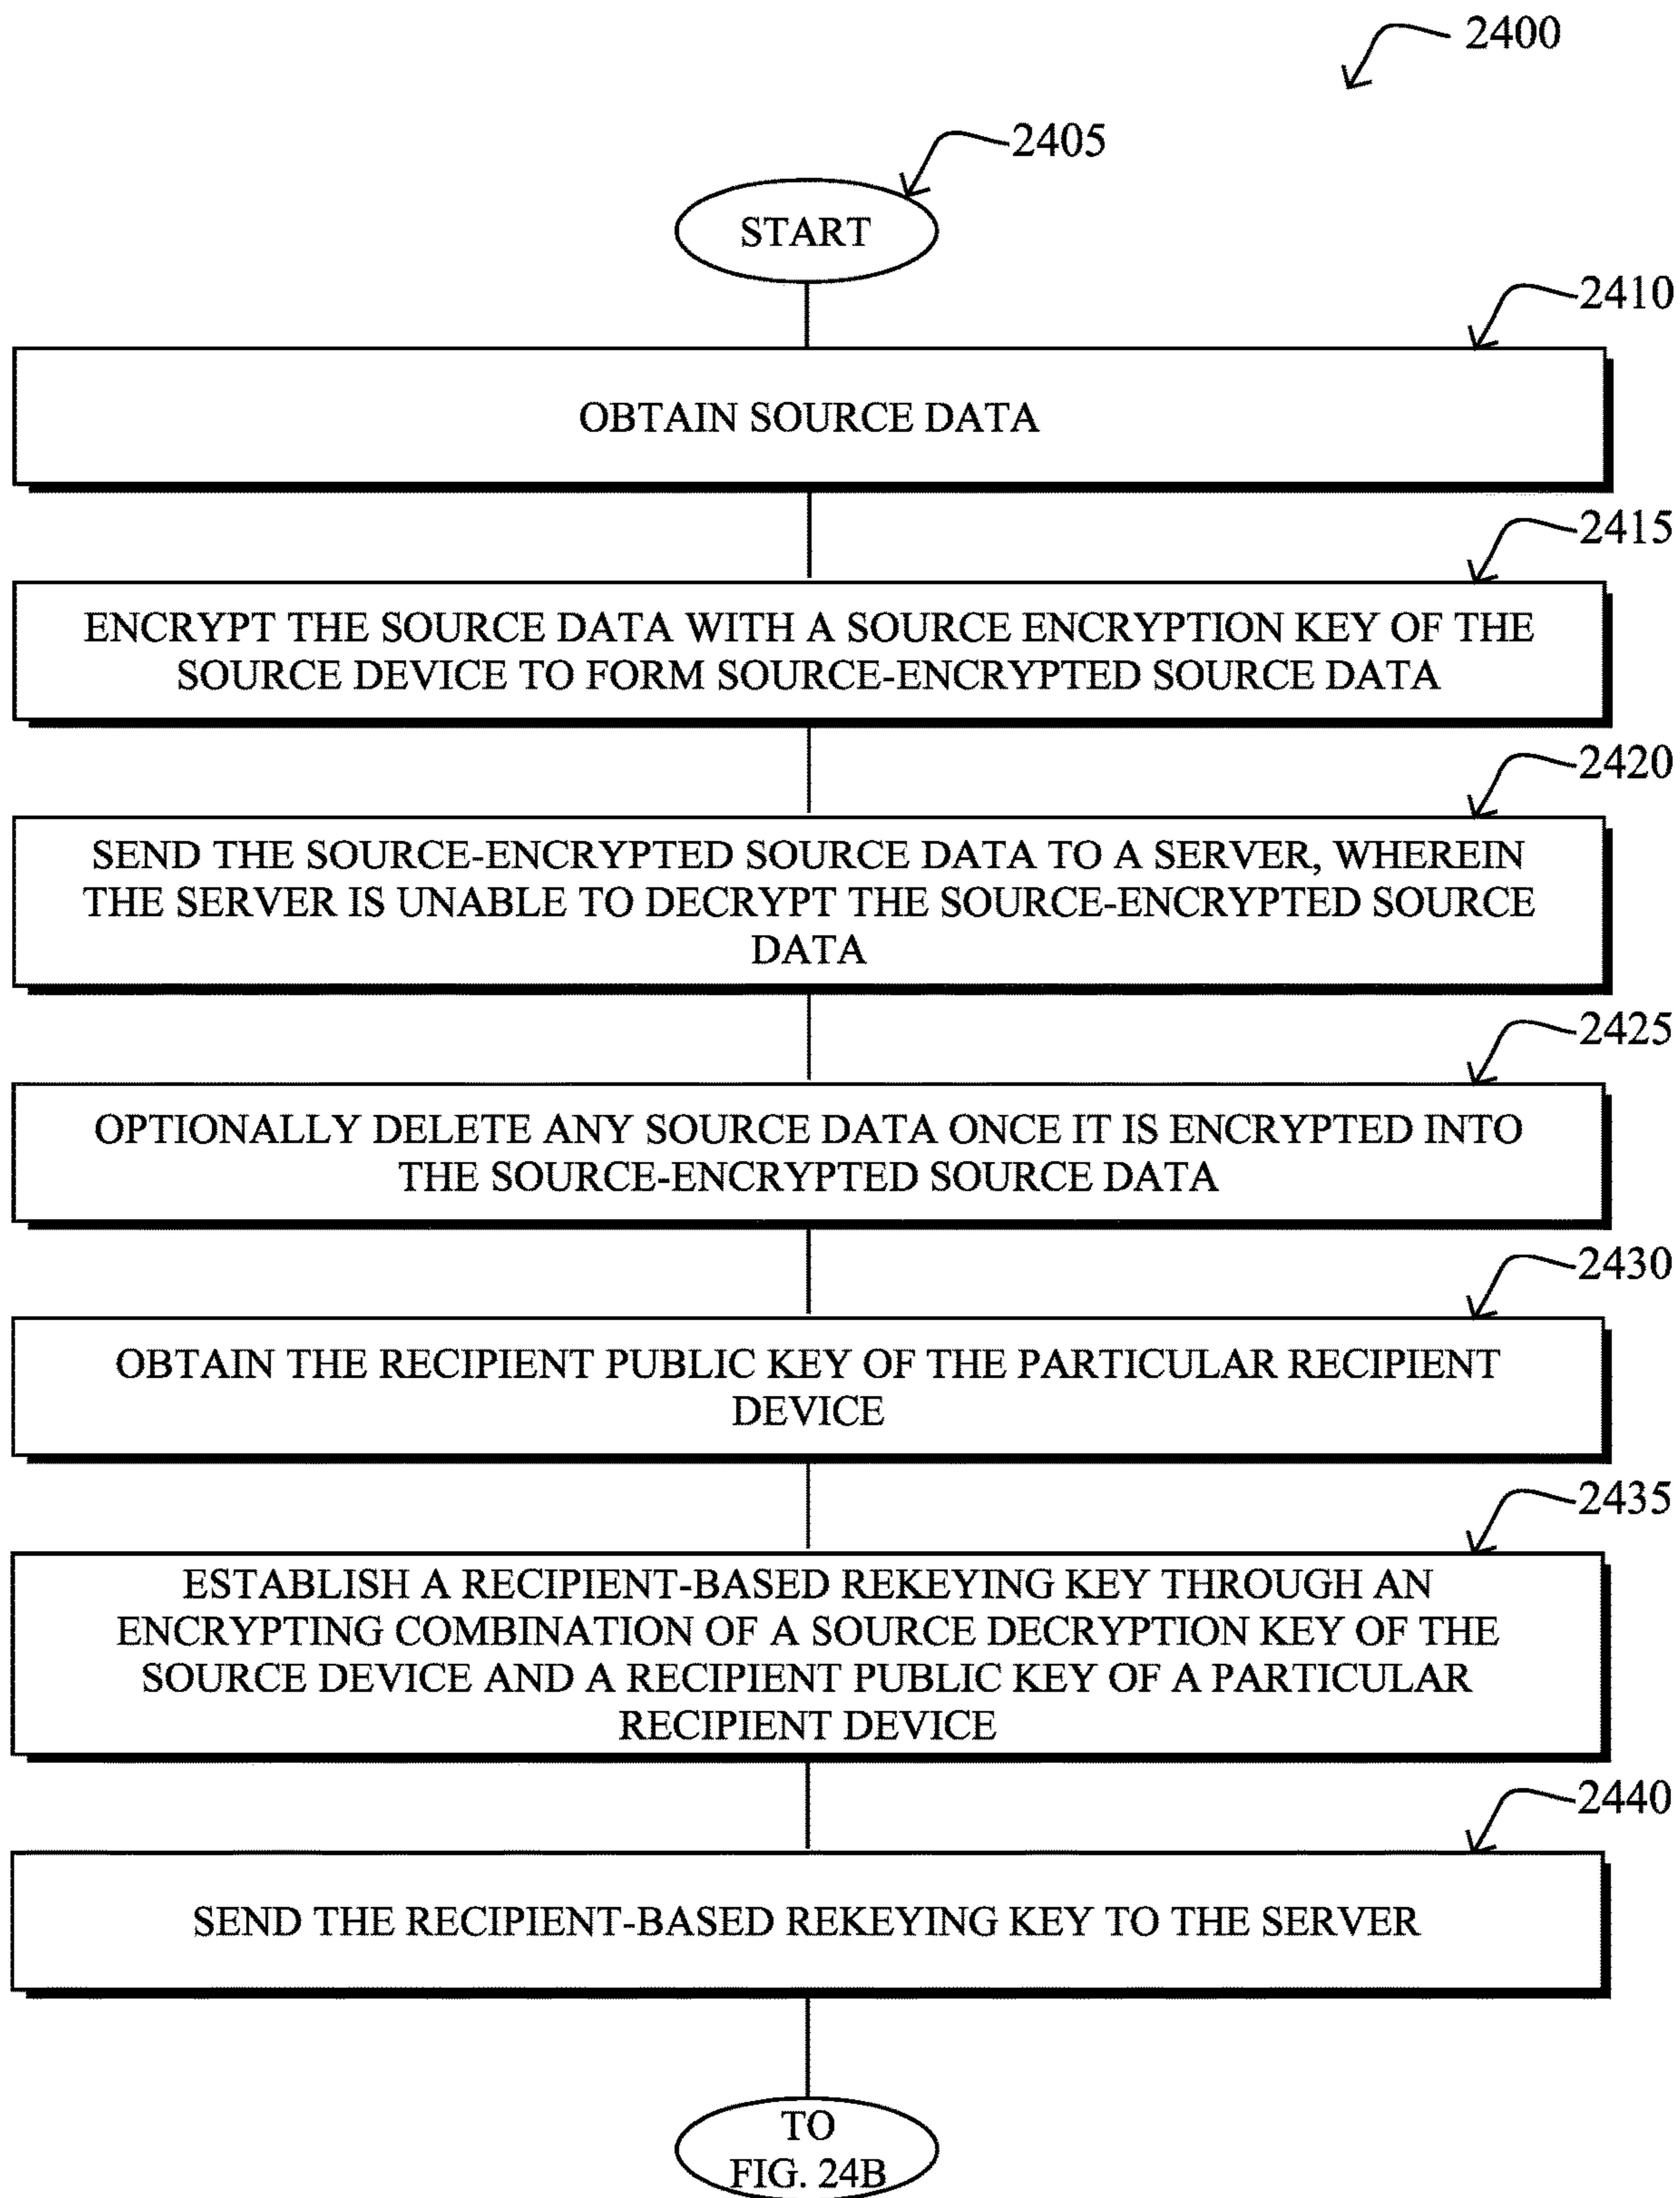 2400
2405
START
2410
OBTAIN SOURCE DATA
2415
ENCRYPT THE SOURCE DATA WITH A SOURCE ENCRYPTION KEY OF THE
SOURCE DEVICE TO FORM SOURCE-ENCRYPTED SOURCE DATA
2420
SEND THE SOURCE-ENCRYPTED SOURCE DATA TO A SERVER, WHEREIN
THE SERVER IS UNABLE TO DECRYPT THE SOURCE-ENCRYPTED SOURCE
DATA
2425
OPTIONALLY DELETE ANY SOURCE DATA ONCE IT IS ENCRYPTED INTO
THE SOURCE-ENCRYPTED SOURCE DATA
2430
OBTAIN THE RECIPIENT PUBLIC KEY OF THE PARTICULAR RECIPIENT
DEVICE
2435
ESTABLISH A RECIPIENT-BASED REKEYING KEY THROUGH AN
ENCRYPTING COMBINATION OF A SOURCE DECRYPTION KEY OF THE
SOURCE DEVICE AND A RECIPIENT PUBLIC KEY OF A PARTICULAR
RECIPIENT DEVICE
2440
SEND THE RECIPIENT-BASED REKEYING KEY TO THE SERVER
TO
FIG. 24B